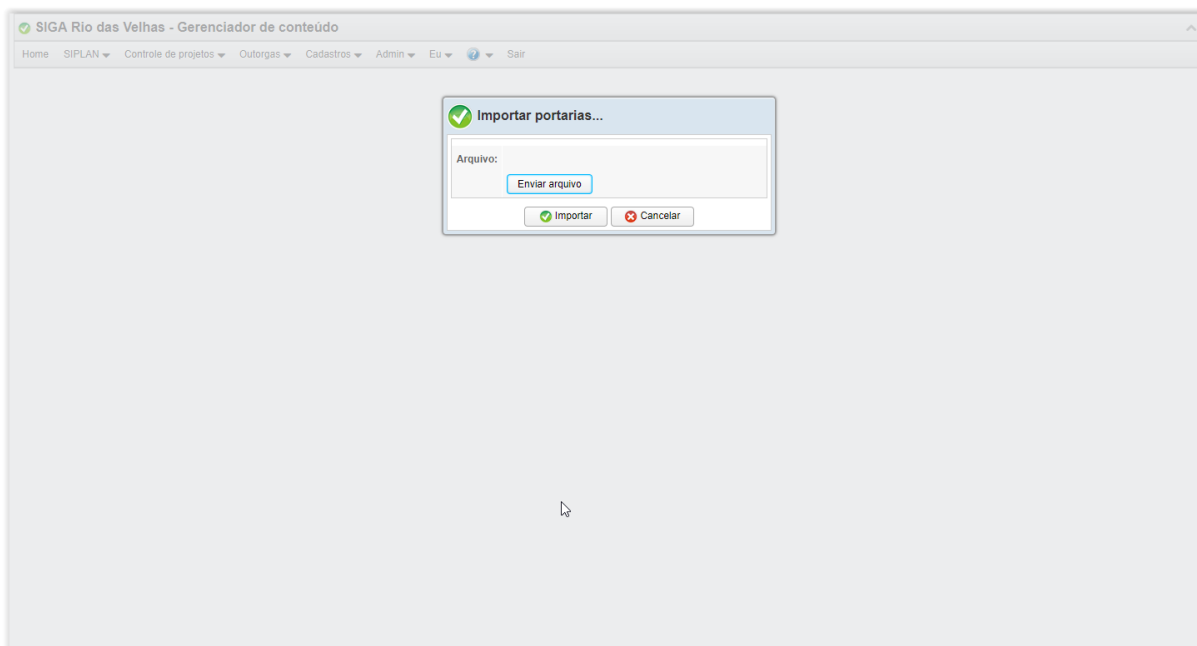 SIGA Rio das Velhas - Gerenciador de conteúdo
Home SIPLAN Controle de projetos Outorgas Cadastros Admin Eu ? Sair
Importar portarias...
Arquivo:
Enviar arquivo
Importar Cancelar